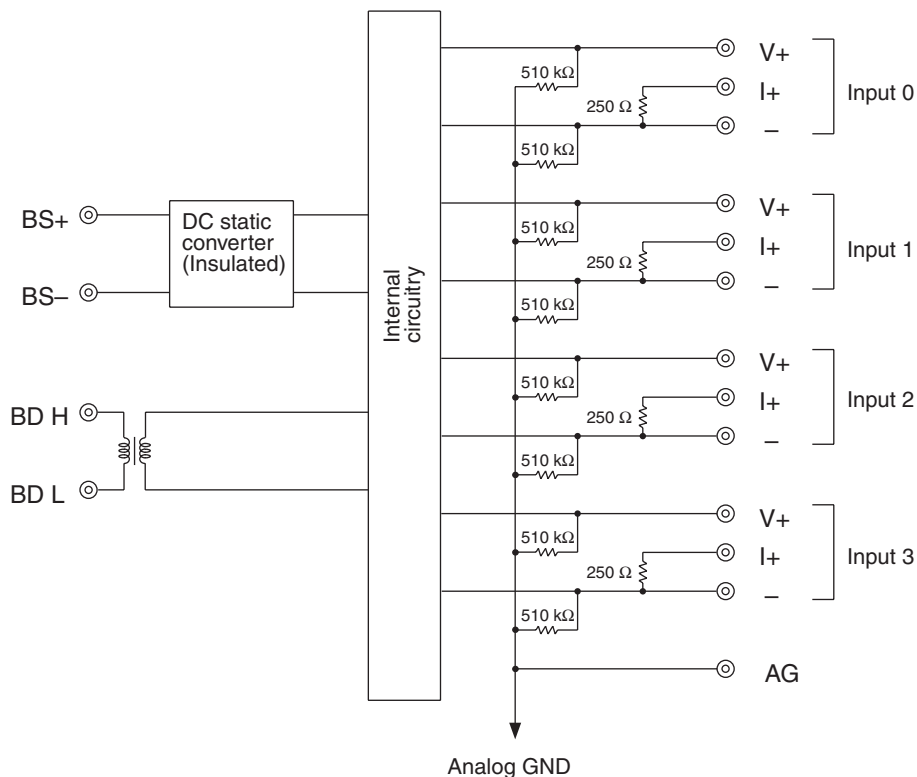 BS+
BS–
DC static
converter
(Insulated)
BD H
BD L
Internal
circuitry
510 kΩ
250 Ω
510 kΩ
V+
I+
–
Input 0
510 kΩ
250 Ω
510 kΩ
V+
I+
–
Input 1
510 kΩ
250 Ω
510 kΩ
V+
I+
–
Input 2
510 kΩ
250 Ω
510 kΩ
V+
I+
–
Input 3
AG
Analog GND